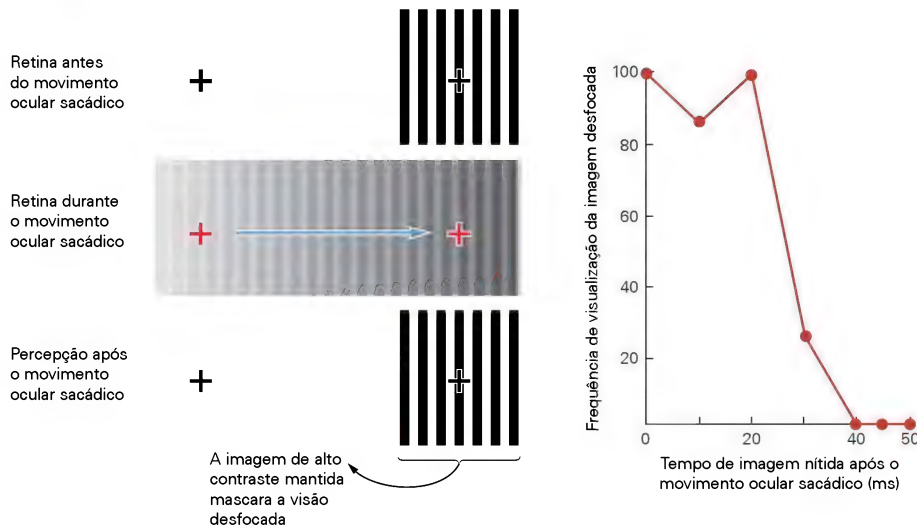 Retina antes
do movimento
ocular sacádico
Retina durante
o movimento
ocular sacádico
Percepção após
o movimento
ocular sacádico
A imagem de alto
contraste mantida
mascara a visão
desfocada
Frequência de visualização da imagem desfocada
100
80
60
40
20
0
20
40
50
Tempo de imagem nítida após o
movimento ocular sacádico (ms)